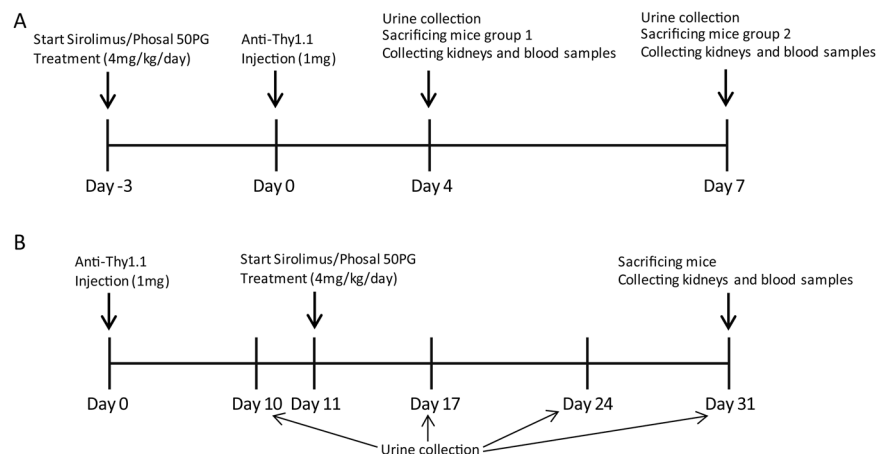 A
Start Sirolimus/Phosal 50PG
Treatment (4mg/kg/day)
Anti-Thy1.1
Injection (1mg)
Urine collection
Sacrificing mice group 1
Collecting kidneys and blood samples
Urine collection
Sacrificing mice group 2
Collecting kidneys and blood samples
Day -3
Day 0
Day 4
Day 7
B
Anti-Thy1.1
Injection (1mg)
Start Sirolimus/Phosal 50PG
Treatment (4mg/kg/day)
Sacrificing mice
Collecting kidneys and blood samples
Day 0
Day 10
Day 11
Day 17
Day 24
Day 31
Urine collection